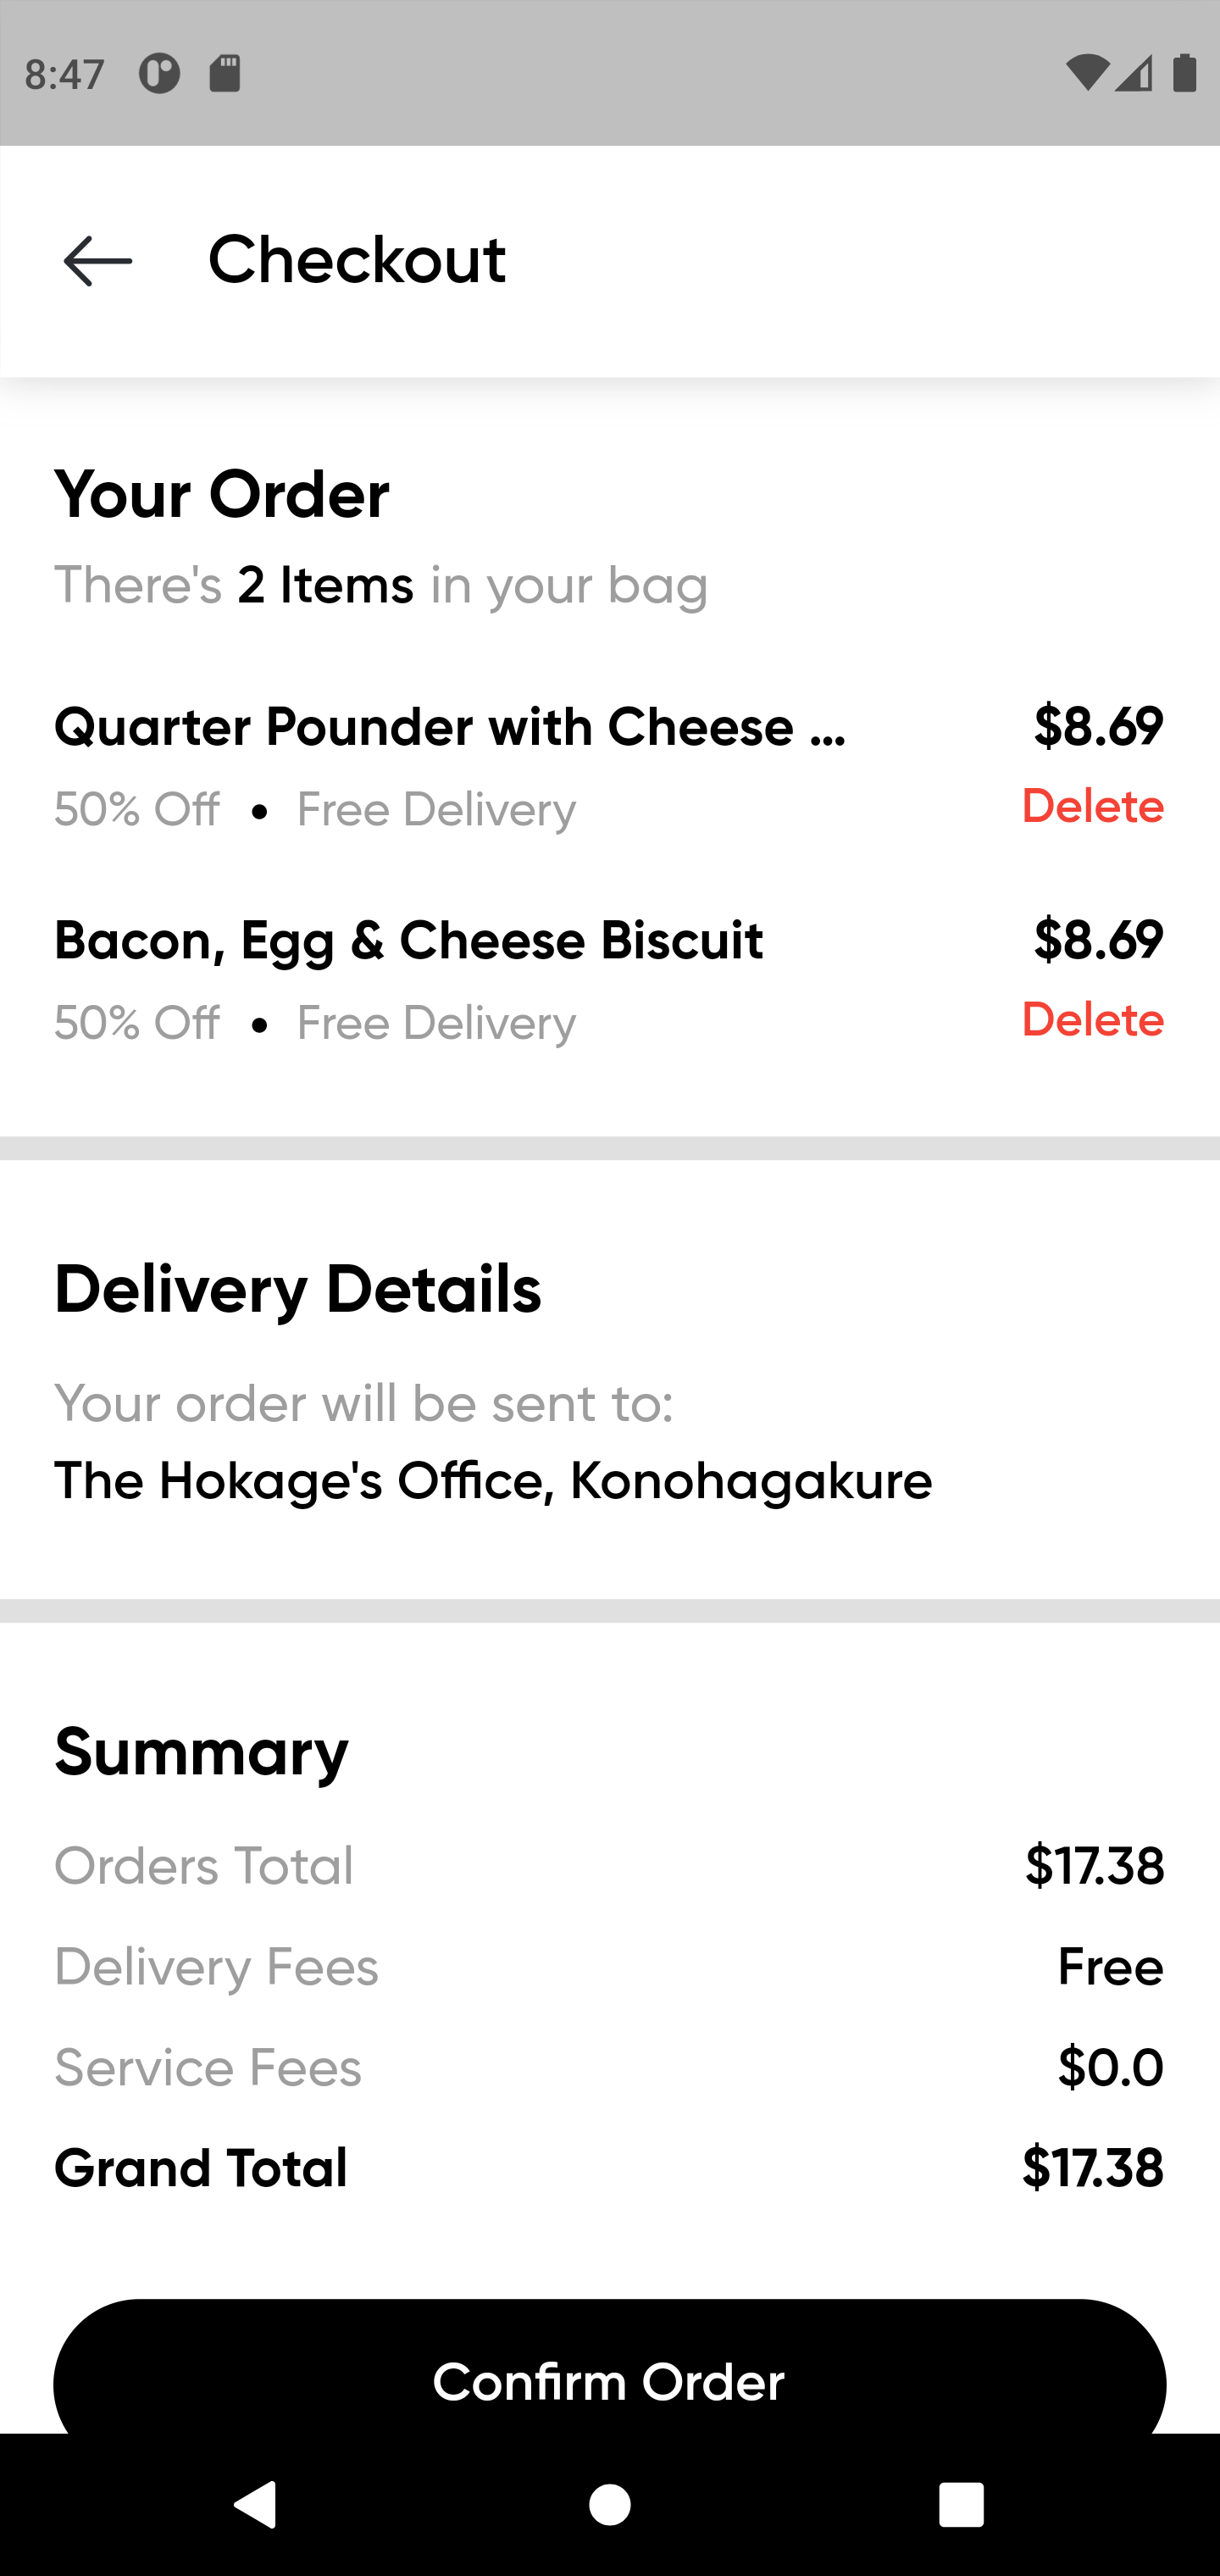 8:47
Checkout
Your Order
There's 2 Items in your bag
Quarter Pounder with Cheese ... $8.69
50% Off • Free Delivery Delete
Bacon, Egg & Cheese Biscuit $8.69
50% Off • Free Delivery Delete
Delivery Details
Your order will be sent to:
The Hokage's Office, Konohagakure
Summary
Orders Total $17.38
Delivery Fees Free
Service Fees $0.0
Grand Total $17.38
Confirm Order